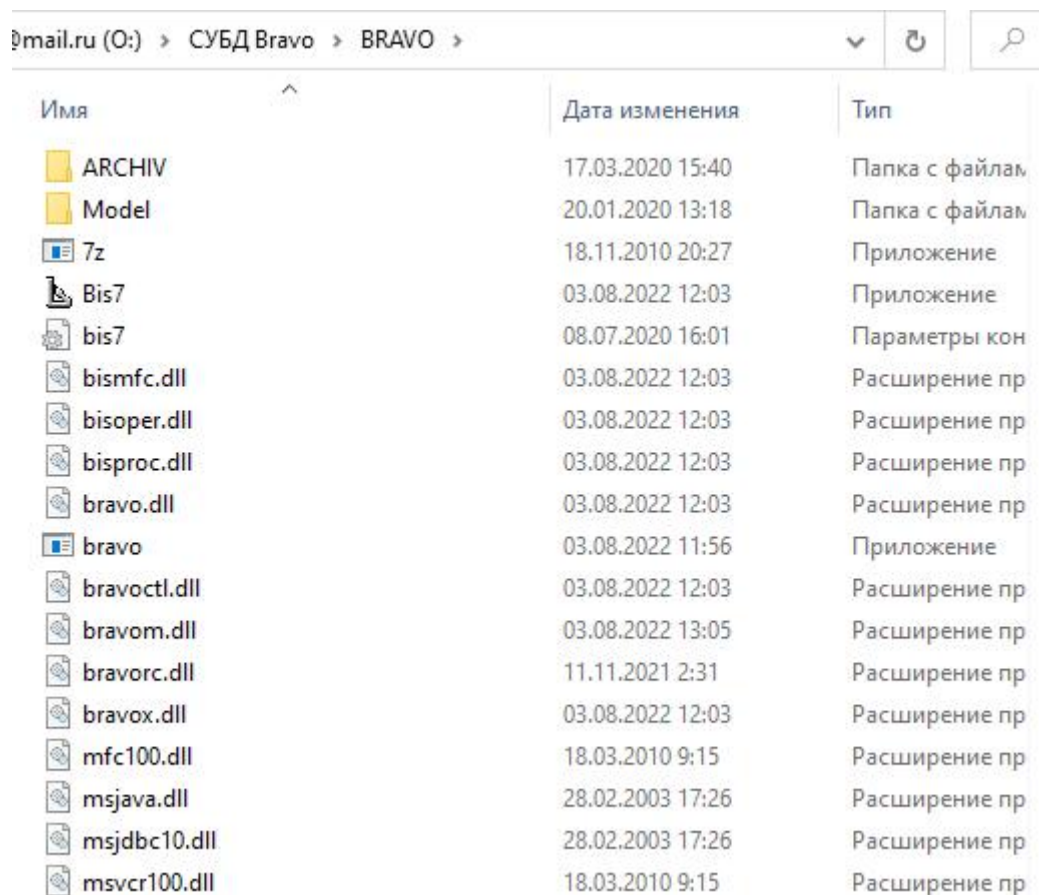 @mail.ru (O:) > СУБД Bravo > BRAVO >
Имя Дата изменения Тип
ARCHIV 17.03.2020 15:40 Папка с файлам
Model 20.01.2020 13:18 Папка с файлам
7z 18.11.2010 20:27 Приложение
Bis7 03.08.2022 12:03 Приложение
bis7 08.07.2020 16:01 Параметры кон
bismfc.dll 03.08.2022 12:03 Расширение пр
bisoper.dll 03.08.2022 12:03 Расширение пр
bisproc.dll 03.08.2022 12:03 Расширение пр
bravo.dll 03.08.2022 12:03 Расширение пр
bravo 03.08.2022 11:56 Приложение
bravoctl.dll 03.08.2022 12:03 Расширение пр
bravom.dll 03.08.2022 13:05 Расширение пр
bravorc.dll 11.11.2021 2:31 Расширение пр
bravox.dll 03.08.2022 12:03 Расширение пр
mfc100.dll 18.03.2010 9:15 Расширение пр
msjava.dll 28.02.2003 17:26 Расширение пр
msjdbc10.dll 28.02.2003 17:26 Расширение пр
msvcr100.dll 18.03.2010 9:15 Расширение пр